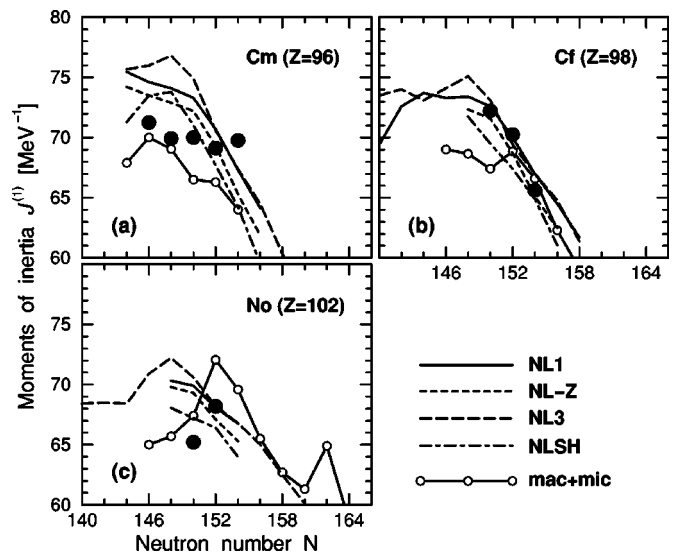 Moments of inertia J⁽¹⁾ [MeV⁻¹]
80
75
70
65
60
Cm (Z=96)
(a)
Cf (Z=98)
(b)
146 152 158 164
75
70
65
60
No (Z=102)
(c)
140 146 152 158 164
Neutron number N
NL1
NL-Z
NL3
NLSH
mac+mic